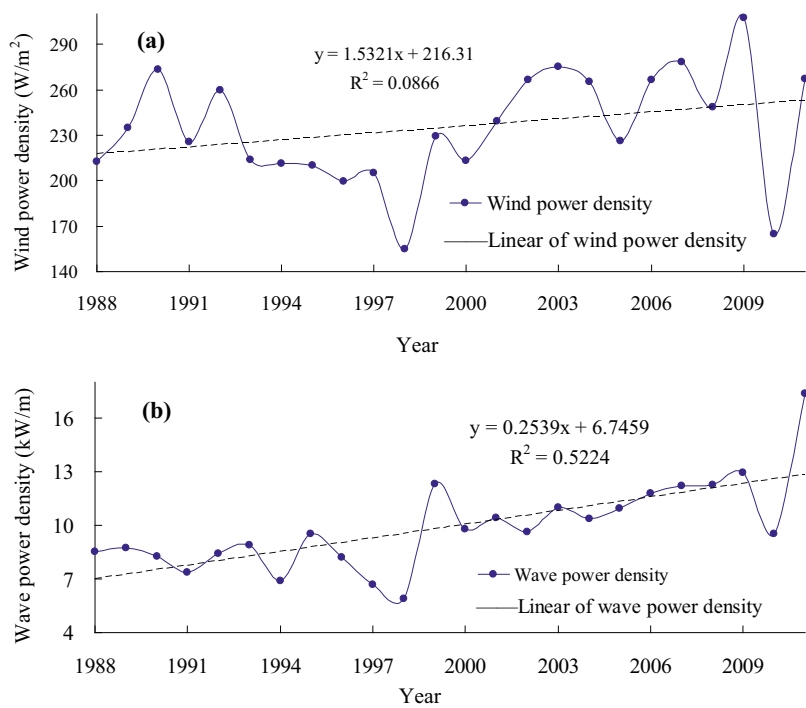 (a)
y = 1.5321x + 216.31
R² = 0.0866
Wind power density (W/m²)
290
260
230
200
170
140
Wind power density
Linear of wind power density
1988 1991 1994 1997 2000 2003 2006 2009
Year
(b)
y = 0.2539x + 6.7459
R² = 0.5224
Wave power density (kW/m)
16
13
10
7
4
Wave power density
Linear of wave power density
1988 1991 1994 1997 2000 2003 2006 2009
Year